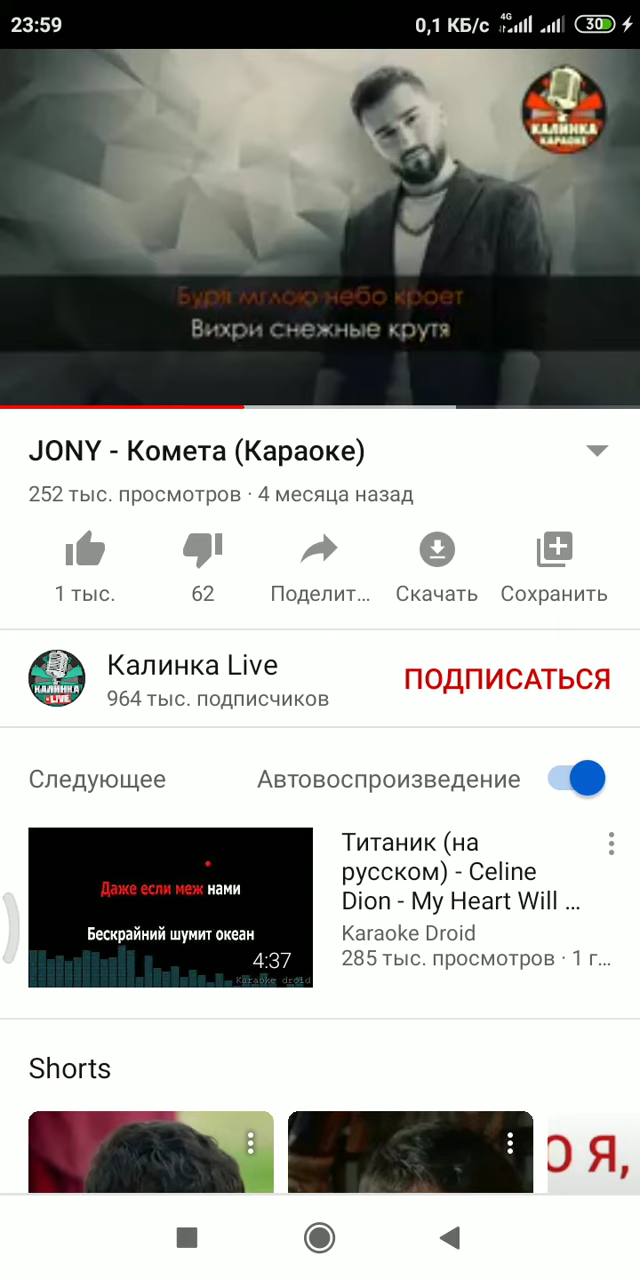 23:59
0,1 КБ/с 4G 30
КАЛИНКА
КАРАОКЕ
Буря мглою небо кроет
Вихри снежные крутя
JONY - Комета (Караоке)
252 тыс. просмотров · 4 месяца назад
1 тыс.
62
Поделит...
Скачать
Сохранить
КАЛИНКА
LIVE
Калинка Live
964 тыс. подписчиков
ПОДПИСАТЬСЯ
Следующее
Автовоспроизведение
Даже если меж нами
Бескрайний шумит океан
4:37
Karaoke droid
Титаник (на
русском) - Celine
Dion - My Heart Will ...
Karaoke Droid
285 тыс. просмотров · 1 г...
Shorts
О Я,